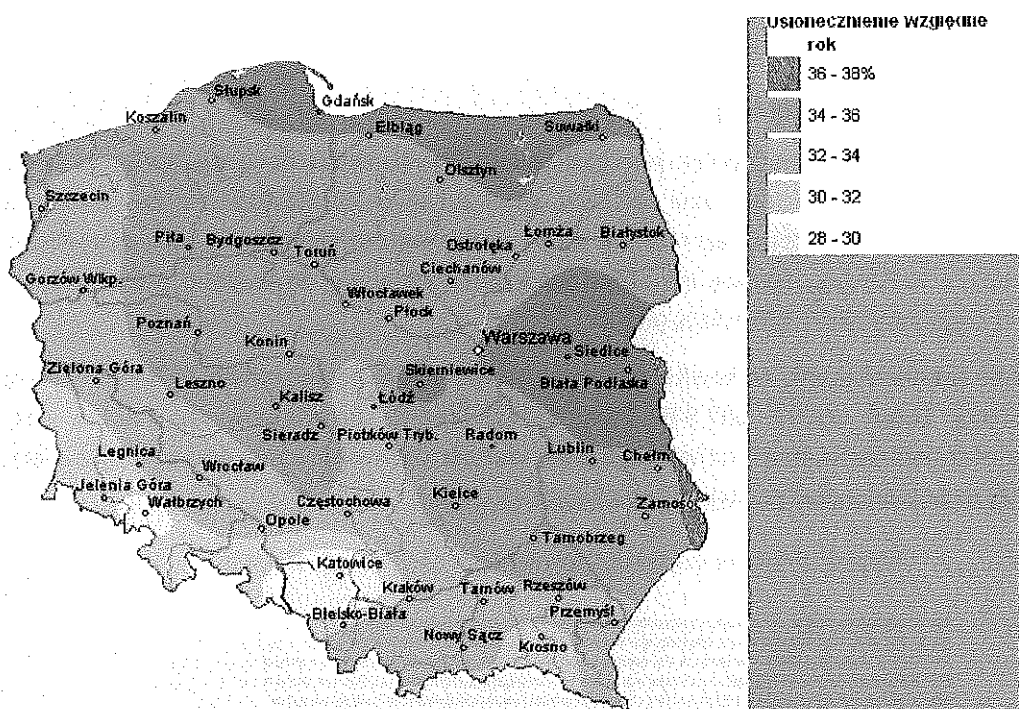 Usłonecznienie względne
rok
36 - 38%
34 - 36
32 - 34
30 - 32
28 - 30
Słupsk
Gdańsk
Koszalin
Elbląg
Suwałki
Olsztyn
Szczecin
Piła
Bydgoszcz
Toruń
Ostrołęka
Łomża
Białystok
Ciechanów
Gorzów Wlkp.
Włocławek
Płock
Poznań
Konin
Warszawa
Siedlce
Zielona Góra
Leszno
Skierniewice
Biała Podlaska
Kalisz
Łódź
Sieradz
Piotrków Tryb.
Radom
Lublin
Chełm
Legnica
Wrocław
Jelenia Góra
Wałbrzych
Częstochowa
Kielce
Zamoś
Opole
Tarnobrzeg
Katowice
Kraków
Tarnów
Rzeszów
Bielsko-Biała
Przemyśl
Nowy Sącz
Krosno